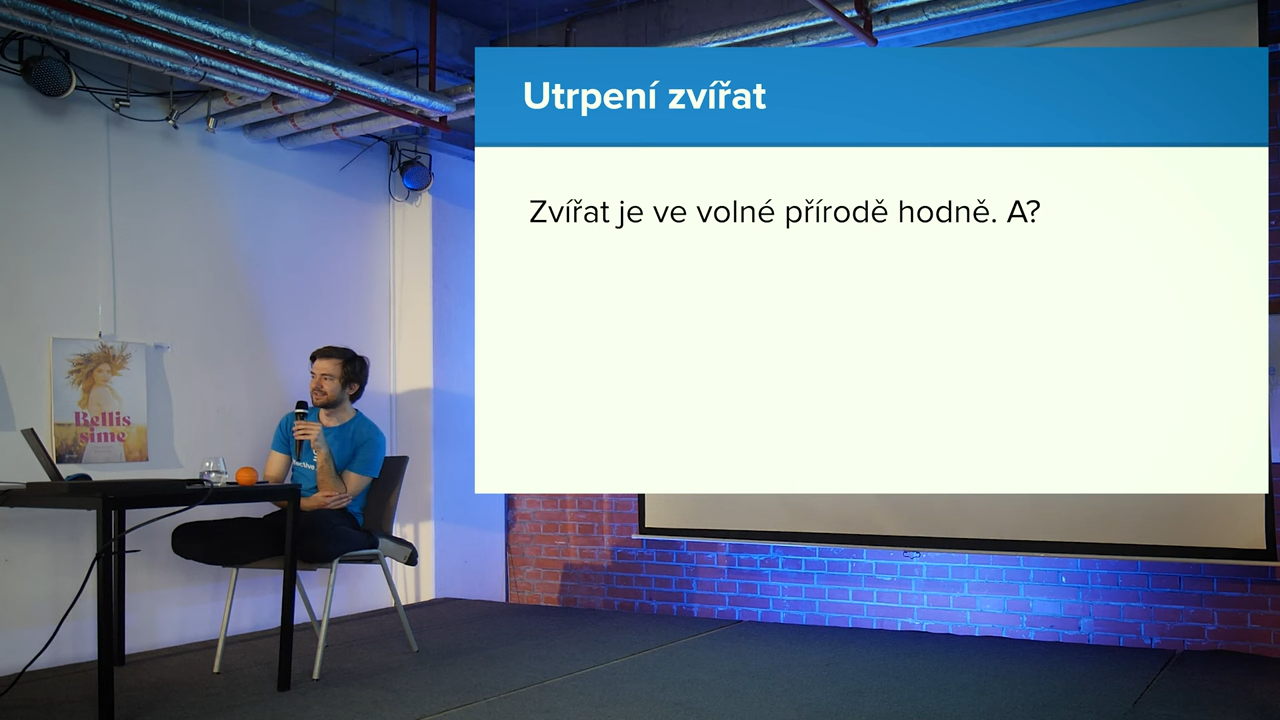 Utrpení zvířat
Zvířat je ve volné přírodě hodně. A?
Bellis
sime